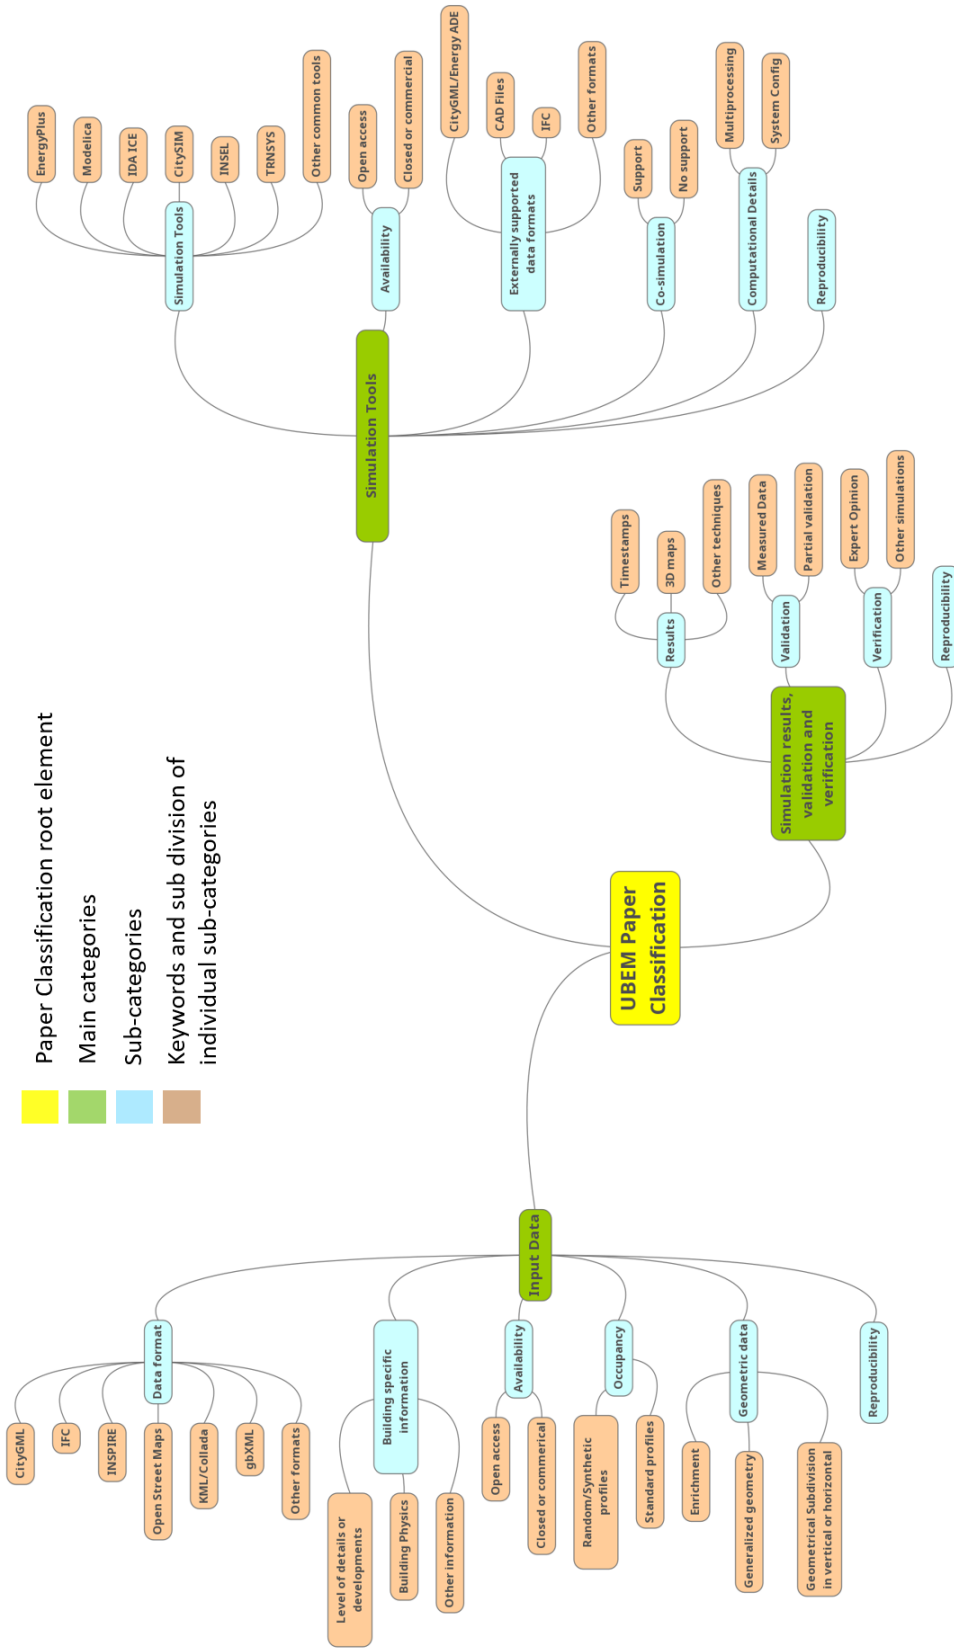 Paper Classification root element
Main categories
Sub-categories
Keywords and sub division of
individual sub-categories
UBEM Paper
Classification
Input Data
Data format
CityGML
IFC
INSPIRE
Open Street Maps
KML/Collada
gbXML
Other formats
Building specific
information
Level of details or
developments
Building Physics
Other information
Availability
Open access
Closed or commerical
Occupancy
Random/Synthetic
profiles
Standard profiles
Geometric data
Enrichment
Generalized geometry
Geometrical Subdivision
in vertical or horizontal
Reproducibility
Simulation Tools
Simulation Tools
EnergyPlus
Modelica
IDA ICE
CitySIM
INSEL
TRNSYS
Other common tools
Availability
Open access
Closed or commercial
Externally supported
data formats
CityGML/Energy ADE
CAD Files
IFC
Other formats
Co-simulation
Support
No support
Computational Details
Multiprocessing
System Config
Reproducibility
Simulation results,
validation and
verification
Results
Timestamps
3D maps
Other techniques
Validation
Measured Data
Partial validation
Verification
Expert Opinion
Other simulations
Reproducibility